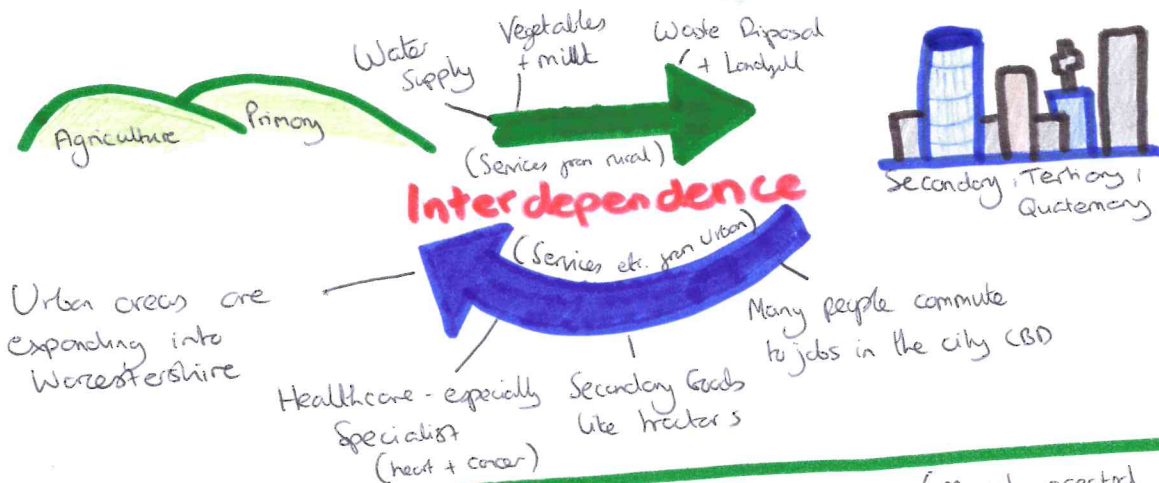 Water
Supply
Vegetables
+ milk
Waste Disposal
+ Landfill
Agriculture
Primary
(Services from rural)
Secondary, Tertiary,
Quaternary
Interdependence
(Services etc. from Urban)
Urban areas are
expanding into
Worcestershire
Healthcare - especially
Specialist
(heart + cancer)
Secondary Goods
like tractors
Many people commute
to jobs in the city CBD